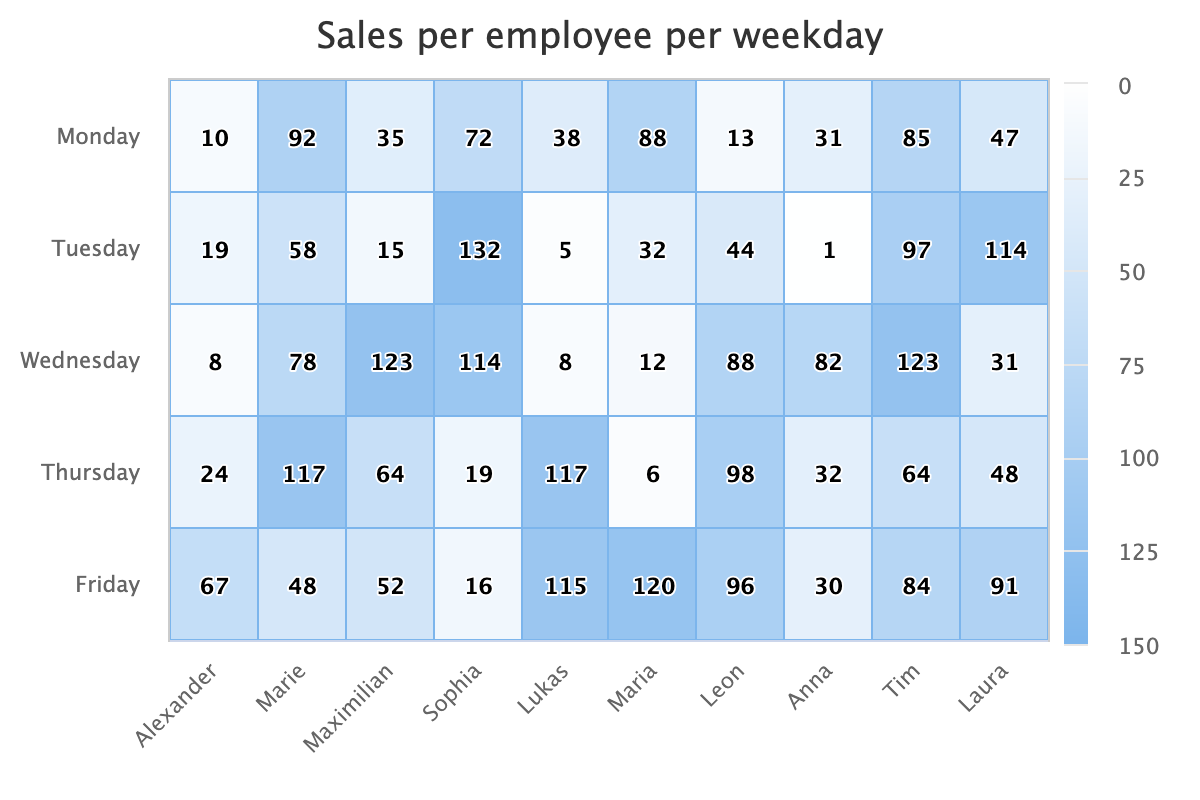 Sales per employee per weekday
Monday 10 92 35 72 38 88 13 31 85 47
Tuesday 19 58 15 132 5 32 44 1 97 114
Wednesday 8 78 123 114 8 12 88 82 123 31
Thursday 24 117 64 19 117 6 98 32 64 48
Friday 67 48 52 16 115 120 96 30 84 91
Alexander Marie Maximilian Sophia Lukas Maria Leon Anna Tim Laura
0
25
50
75
100
125
150